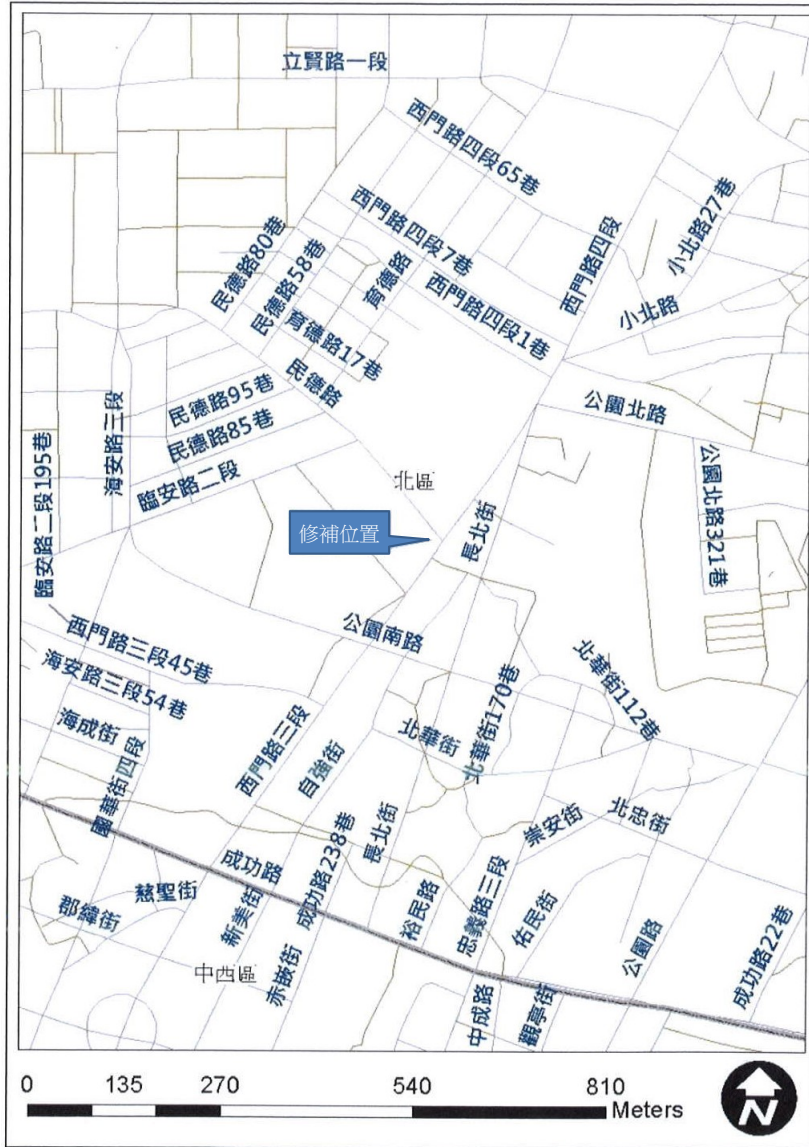 立賢路一段
西門路四段65巷
小北路27巷
西門路四段7巷
西門路四段
民德路80巷
民德路58巷
育德路
西門路四段1巷
小北路
育德路17巷
民德路
民德路95巷
公園北路
海安路三段
民德路85巷
臨安路二段
北區
公園北路321巷
臨安路二段195巷
修補位置
長北街
公園南路
西門路三段45巷
北華街112巷
海安路三段54巷
北華街170巷
海成街
西門路三段
自強街
北華街
國華街四段
長北街
崇安街
北忠街
成功路
成功路238巷
慈聖街
裕民路
忠義路三段
佑民街
郡緯街
新美街
公園路
成功路22巷
中西區
赤嵌街
中成路
觀亭街
0 135 270 540 810
Meters
N